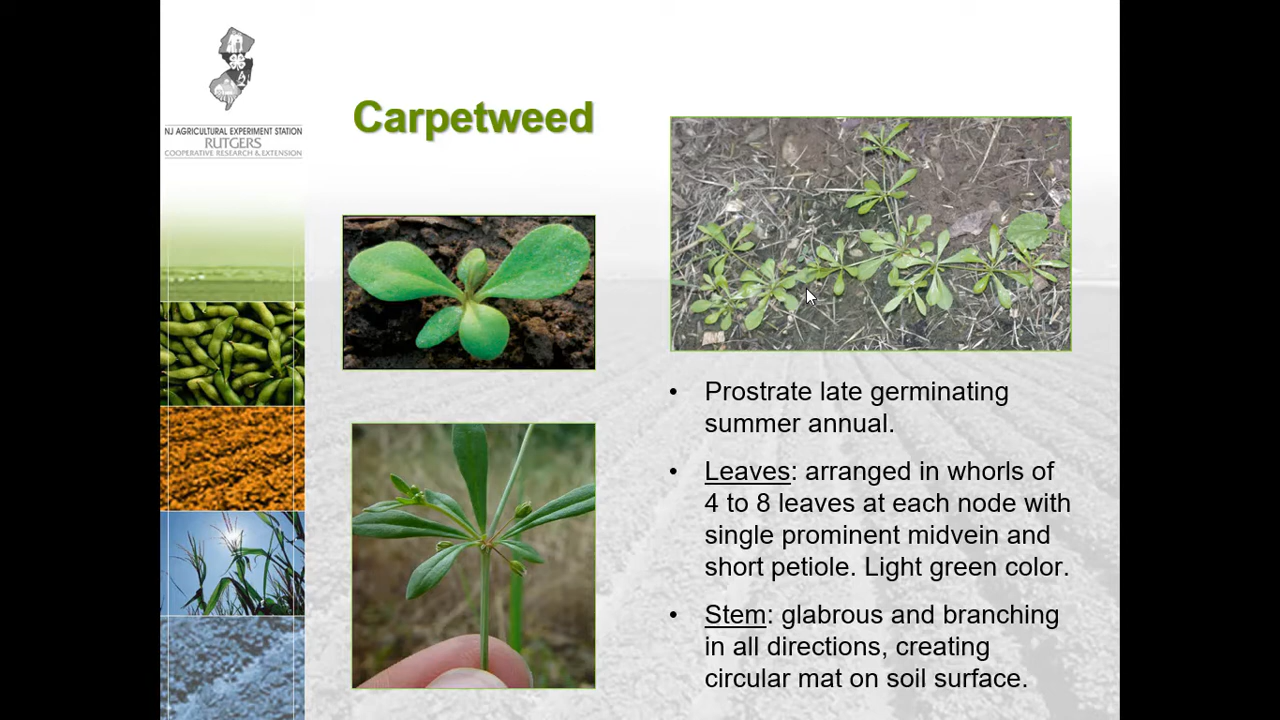 NJ AGRICULTURAL EXPERIMENT STATION
RUTGERS
COOPERATIVE RESEARCH & EXTENSION
Carpetweed
• Prostrate late germinating
summer annual.
• Leaves: arranged in whorls of
4 to 8 leaves at each node with
single prominent midvein and
short petiole. Light green color.
• Stem: glabrous and branching
in all directions, creating
circular mat on soil surface.